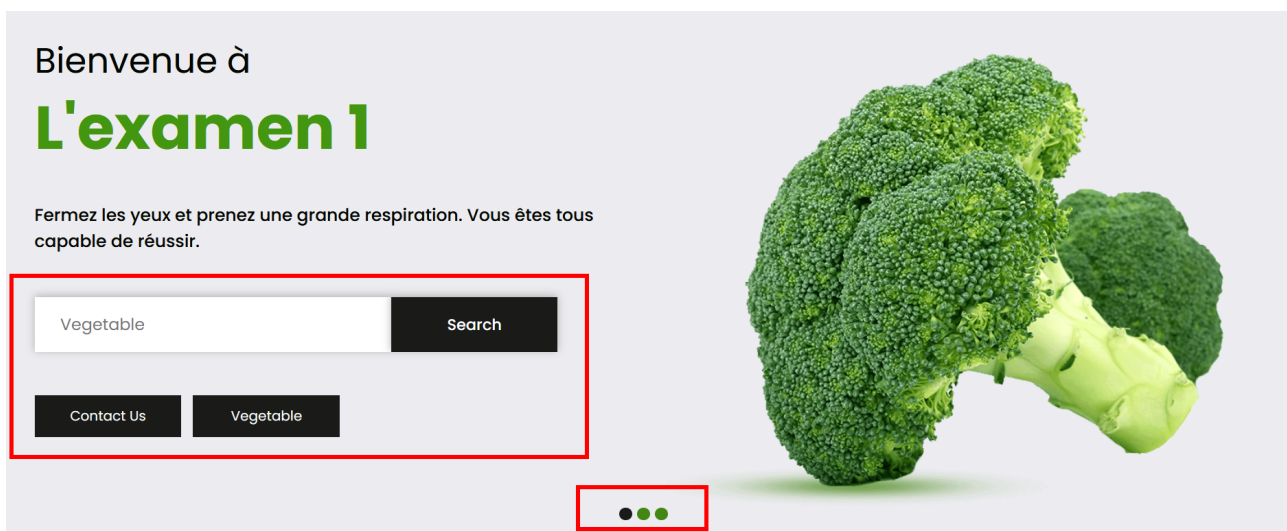 Bienvenue à
L'examen 1
Fermez les yeux et prenez une grande respiration. Vous êtes tous
capable de réussir.
Vegetable
Search
Contact Us
Vegetable